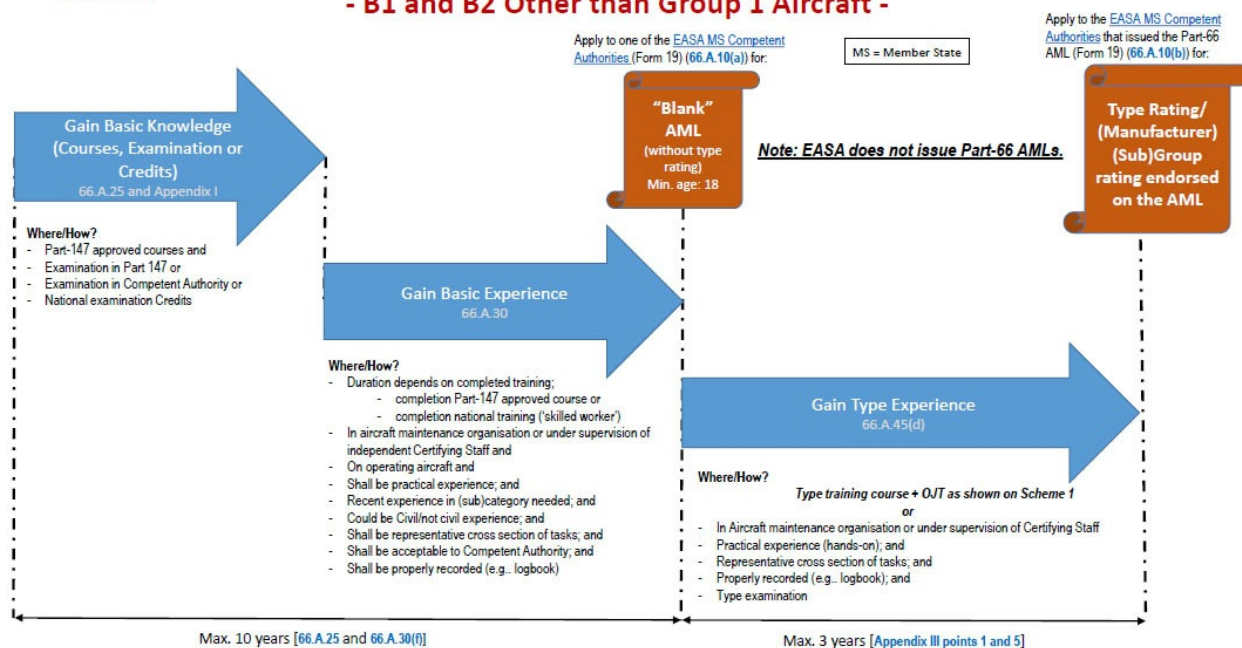 - B1 and B2 Other than Group 1 Aircraft -
Apply to one of the EASA MS Competent
Authorities (Form 19) (66.A.10(a)) for:
MS = Member State
Apply to the EASA MS Competent
Authorities that issued the Part-66
AML (Form 19) (66.A.10(b)) for:
Gain Basic Knowledge
(Courses, Examination or
Credits)
66.A.25 and Appendix I
"Blank"
AML
(without type
rating)
Min. age: 18
Note: EASA does not issue Part-66 AMLs.
Type Rating/
(Manufacturer)
(Sub)Group
rating endorsed
on the AML
Where/How?
- Part-147 approved courses and
- Examination in Part 147 or
- Examination in Competent Authority or
- National examination Credits
Gain Basic Experience
66.A.30
Where/How?
- Duration depends on completed training;
- completion Part-147 approved course or
- completion national training ('skilled worker')
- In aircraft maintenance organisation or under supervision of
independent Certifying Staff and
- On operating aircraft and
- Shall be practical experience; and
- Recent experience in (sub)category needed; and
- Could be Civil/not civil experience; and
- Shall be representative cross section of tasks; and
- Shall be acceptable to Competent Authority; and
- Shall be properly recorded (e.g.. logbook)
Gain Type Experience
66.A.45(d)
Where/How?
Type training course + OJT as shown on Scheme 1
or
- In Aircraft maintenance organisation or under supervision of Certifying Staff
- Practical experience (hands-on); and
- Representative cross section of tasks; and
- Properly recorded (e.g.. logbook); and
- Type examination
Max. 10 years [66.A.25 and 66.A.30(f)]
Max. 3 years [Appendix III points 1 and 5]